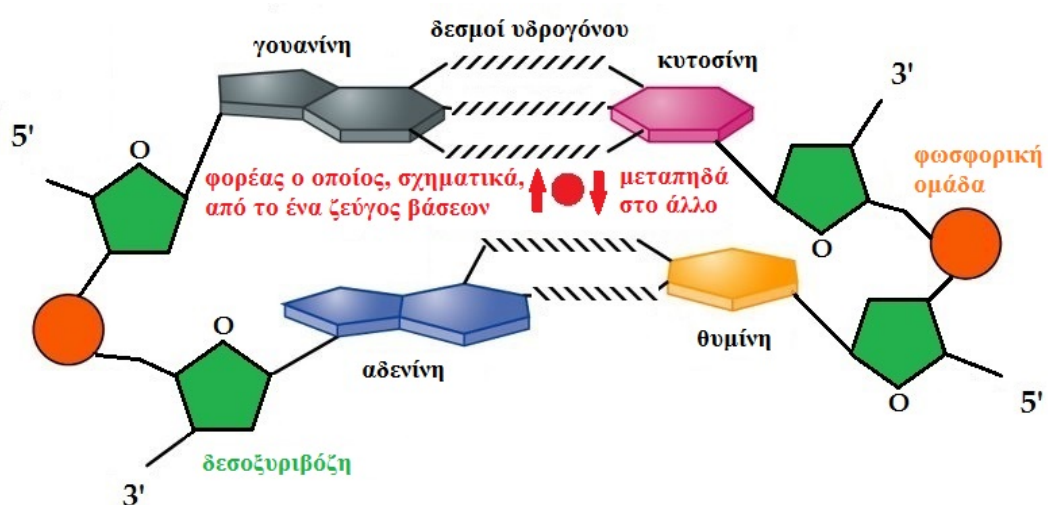 δεσμοί υδρογόνου
γουανίνη
κυτοσίνη
3'
5'
O
φορέας ο οποίος, σχηματικά,
από το ένα ζεύγος βάσεων
μεταπηδά
στο άλλο
φωσφορική
ομάδα
O
O
αδενίνη
θυμίνη
O
5'
δεσοξυριβόζη
3'